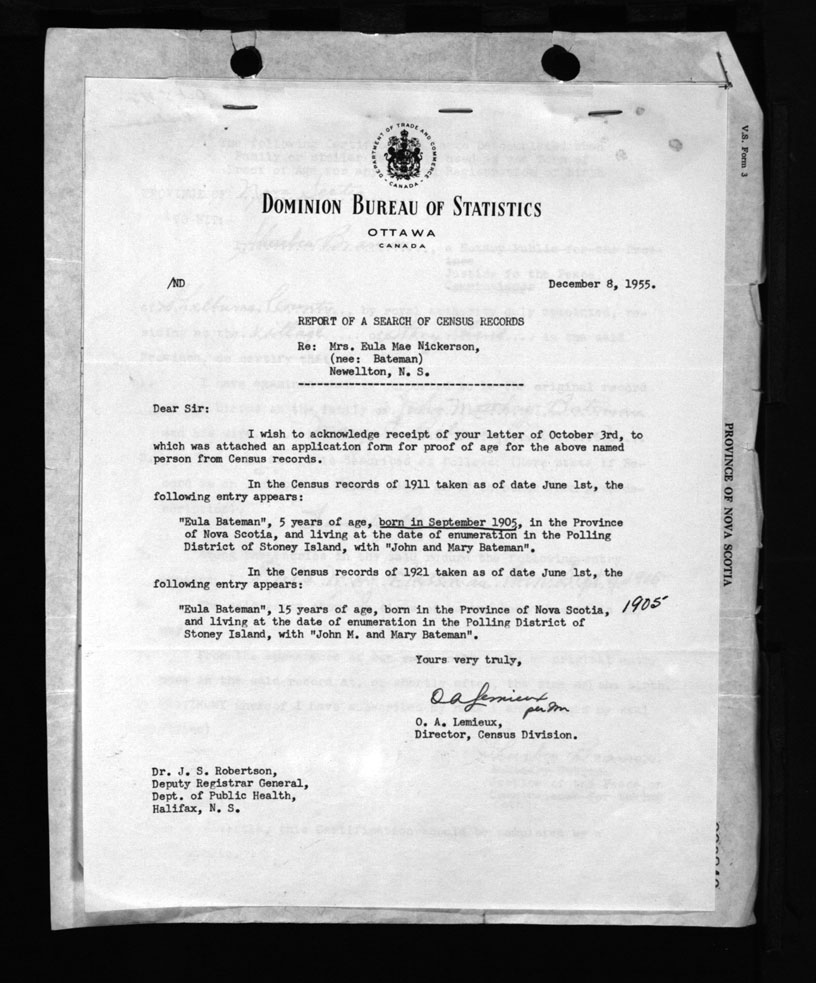 DEPARTMENT OF TRADE AND COMMERCE
CANADA
DOMINION BUREAU OF STATISTICS
OTTAWA
CANADA
/ND
December 8, 1955.
REPORT OF A SEARCH OF CENSUS RECORDS
Re: Mrs. Eula Mae Nickerson,
(nee: Bateman)
Newellton, N. S.
Dear Sir:
I wish to acknowledge receipt of your letter of October 3rd, to
which was attached an application form for proof of age for the above named
person from Census records.
In the Census records of 1911 taken as of date June 1st, the
following entry appears:
"Eula Bateman", 5 years of age, born in September 1905, in the Province
of Nova Scotia, and living at the date of enumeration in the Polling
District of Stoney Island, with "John and Mary Bateman".
In the Census records of 1921 taken as of date June 1st, the
following entry appears:
"Eula Bateman", 15 years of age, born in the Province of Nova Scotia, 1905
and living at the date of enumeration in the Polling District of
Stoney Island, with "John M. and Mary Bateman".
Yours very truly,
O A Lemieux
per
O. A. Lemieux,
Director, Census Division.
Dr. J. S. Robertson,
Deputy Registrar General,
Dept. of Public Health,
Halifax, N. S.
V.S. Form 3
PROVINCE OF NOVA SCOTIA